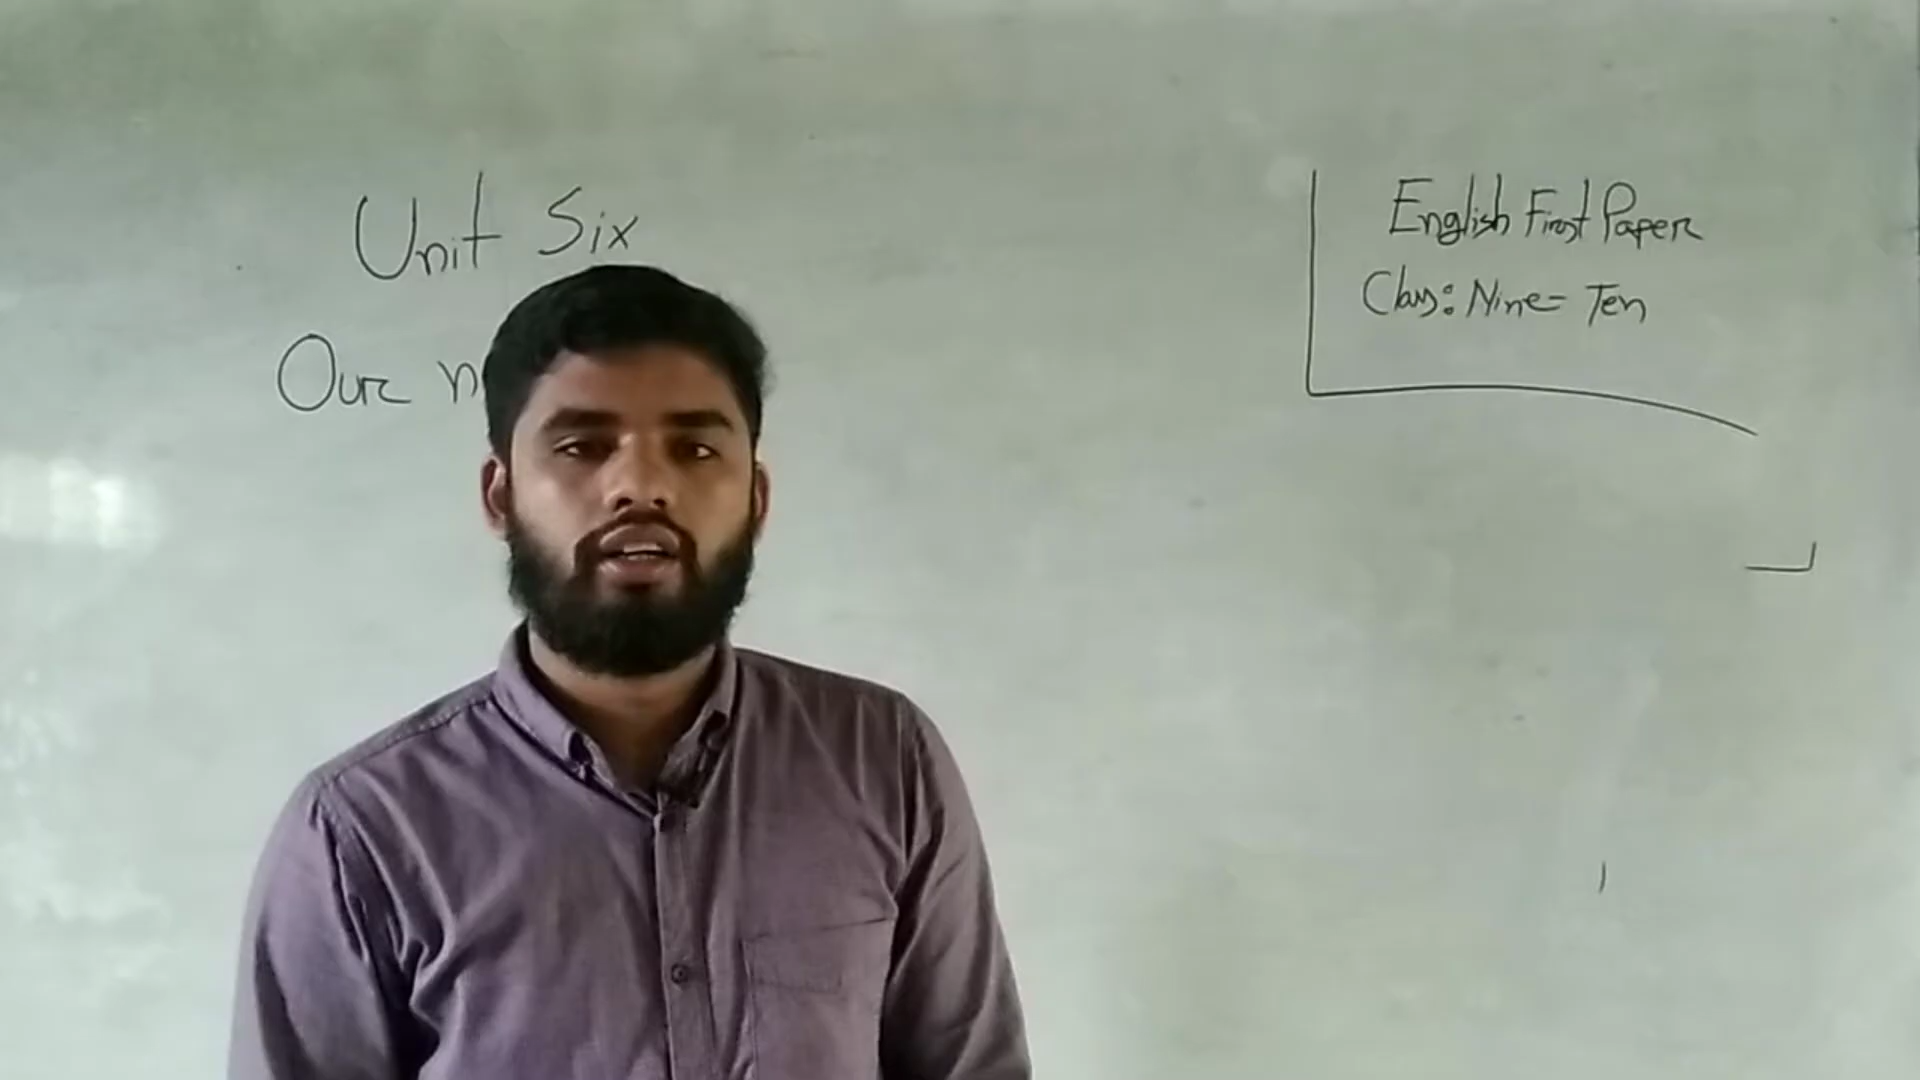 Unit Six
Our n
English First Paper
Class: Nine = Ten